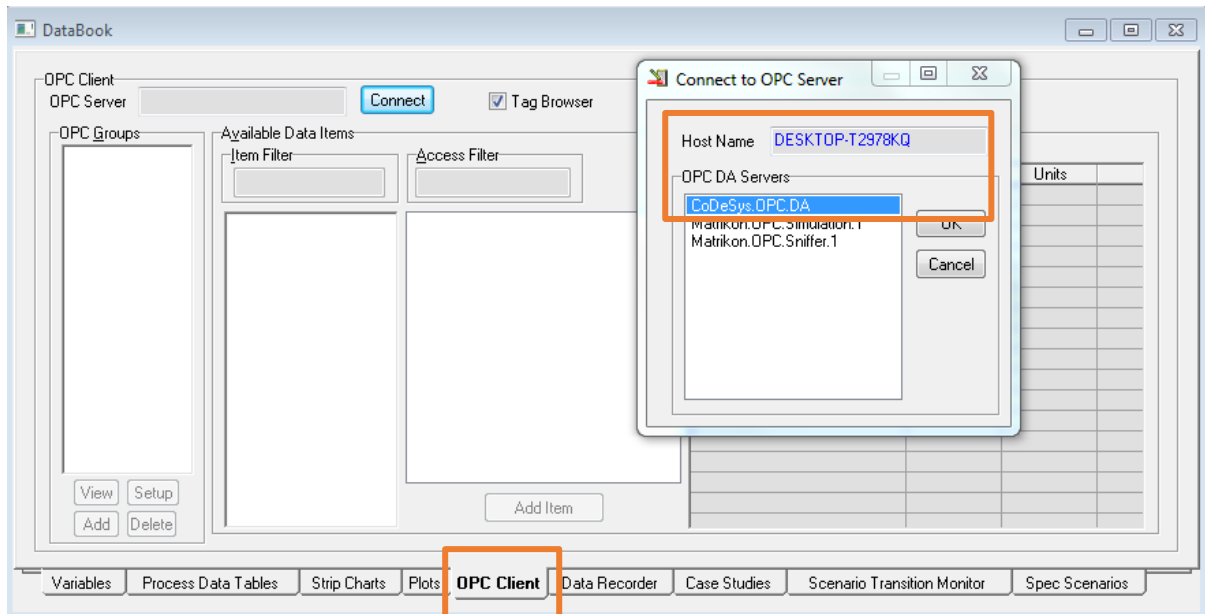 DataBook
OPC Client
OPC Server
Connect
Tag Browser
OPC Groups
Available Data Items
Item Filter
Access Filter
View
Setup
Add
Delete
Add Item
Connect to OPC Server
Host Name DESKTOP-T2978KQ
OPC DA Servers
CoDeSys.OPC.DA
Matrikon.OPC.Simulation.1
Matrikon.OPC.Sniffer.1
OK
Cancel
Units
Variables
Process Data Tables
Strip Charts
Plots
OPC Client
Data Recorder
Case Studies
Scenario Transition Monitor
Spec Scenarios